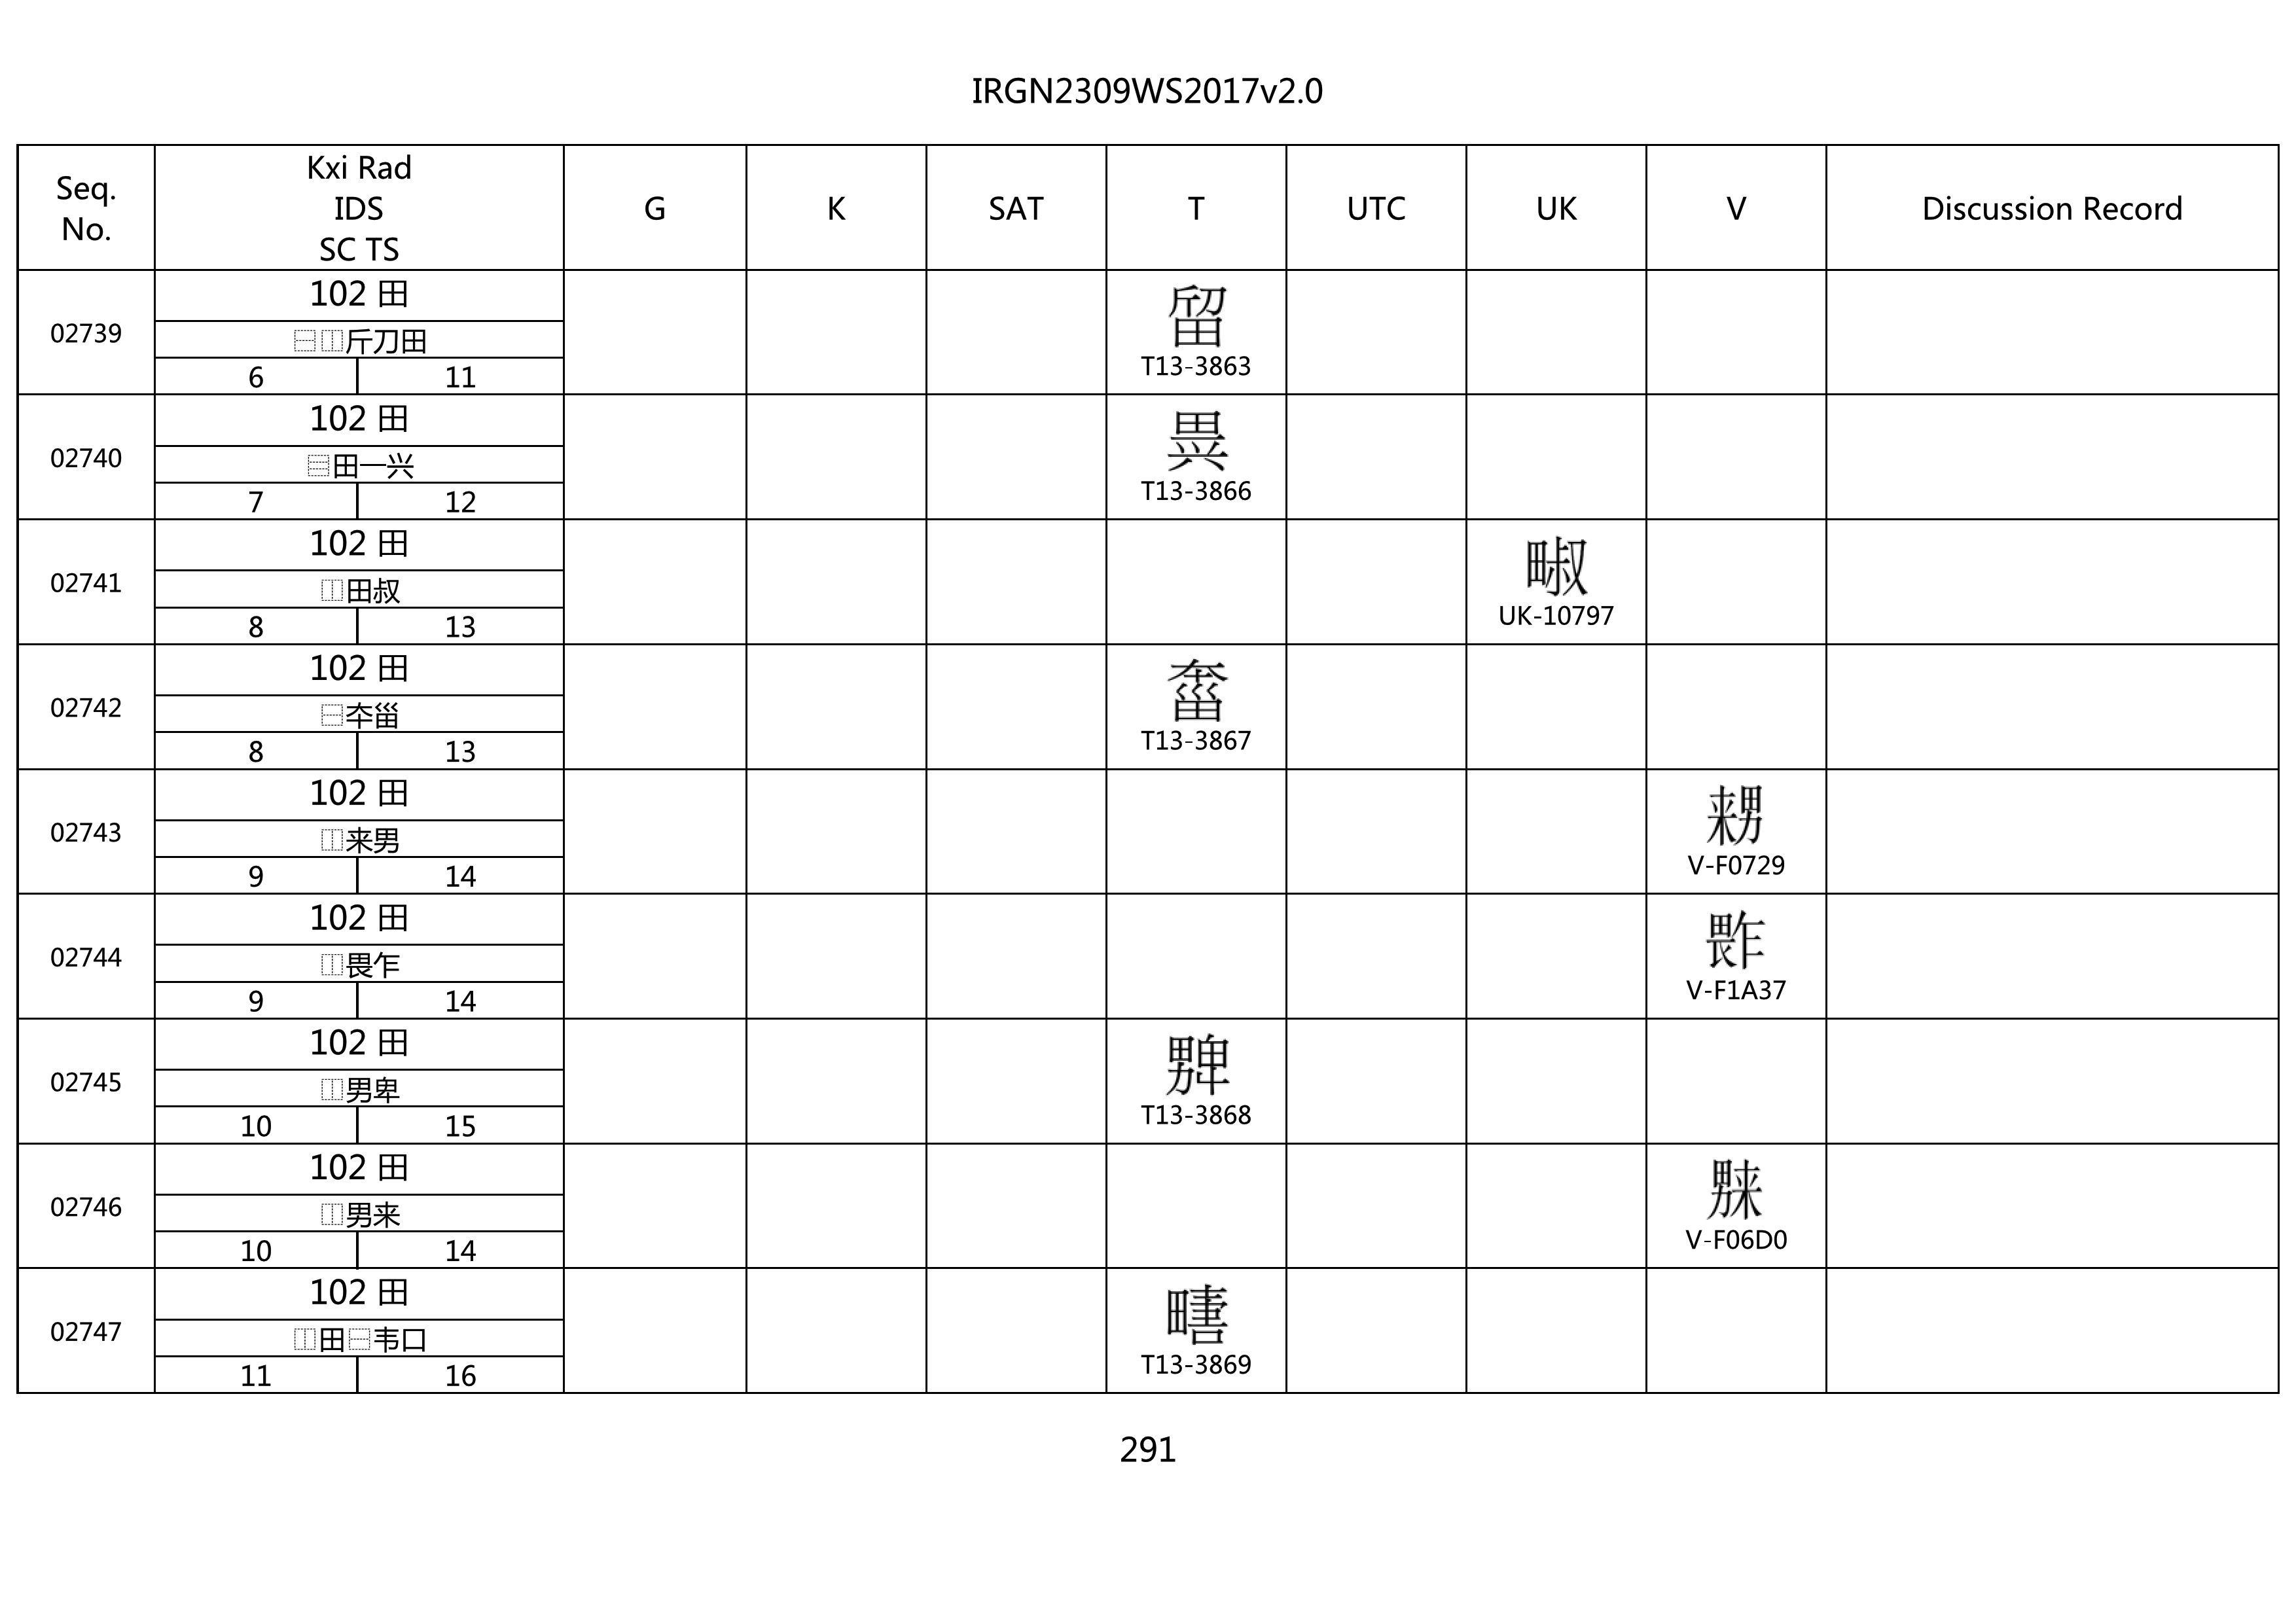 IRGN2309WS2017v2.0
Seq. No.
Kxi Rad
IDS
SC TS
G K SAT T UTC UK V Discussion Record
02739
102 田
⿱⿰斤刀田
6 11
T13-3863
02740
102 田
⿳田一兴
7 12
T13-3866
02741
102 田
⿰田叔
8 13
UK-10797
02742
102 田
⿱夲甾
8 13
T13-3867
02743
102 田
⿰来男
9 14
V-F0729
02744
102 田
⿰畏乍
9 14
V-F1A37
02745
102 田
⿰男卑
10 15
T13-3868
02746
102 田
⿰男来
10 14
V-F06D0
02747
102 田
⿰田⿱韦口
11 16
T13-3869
291